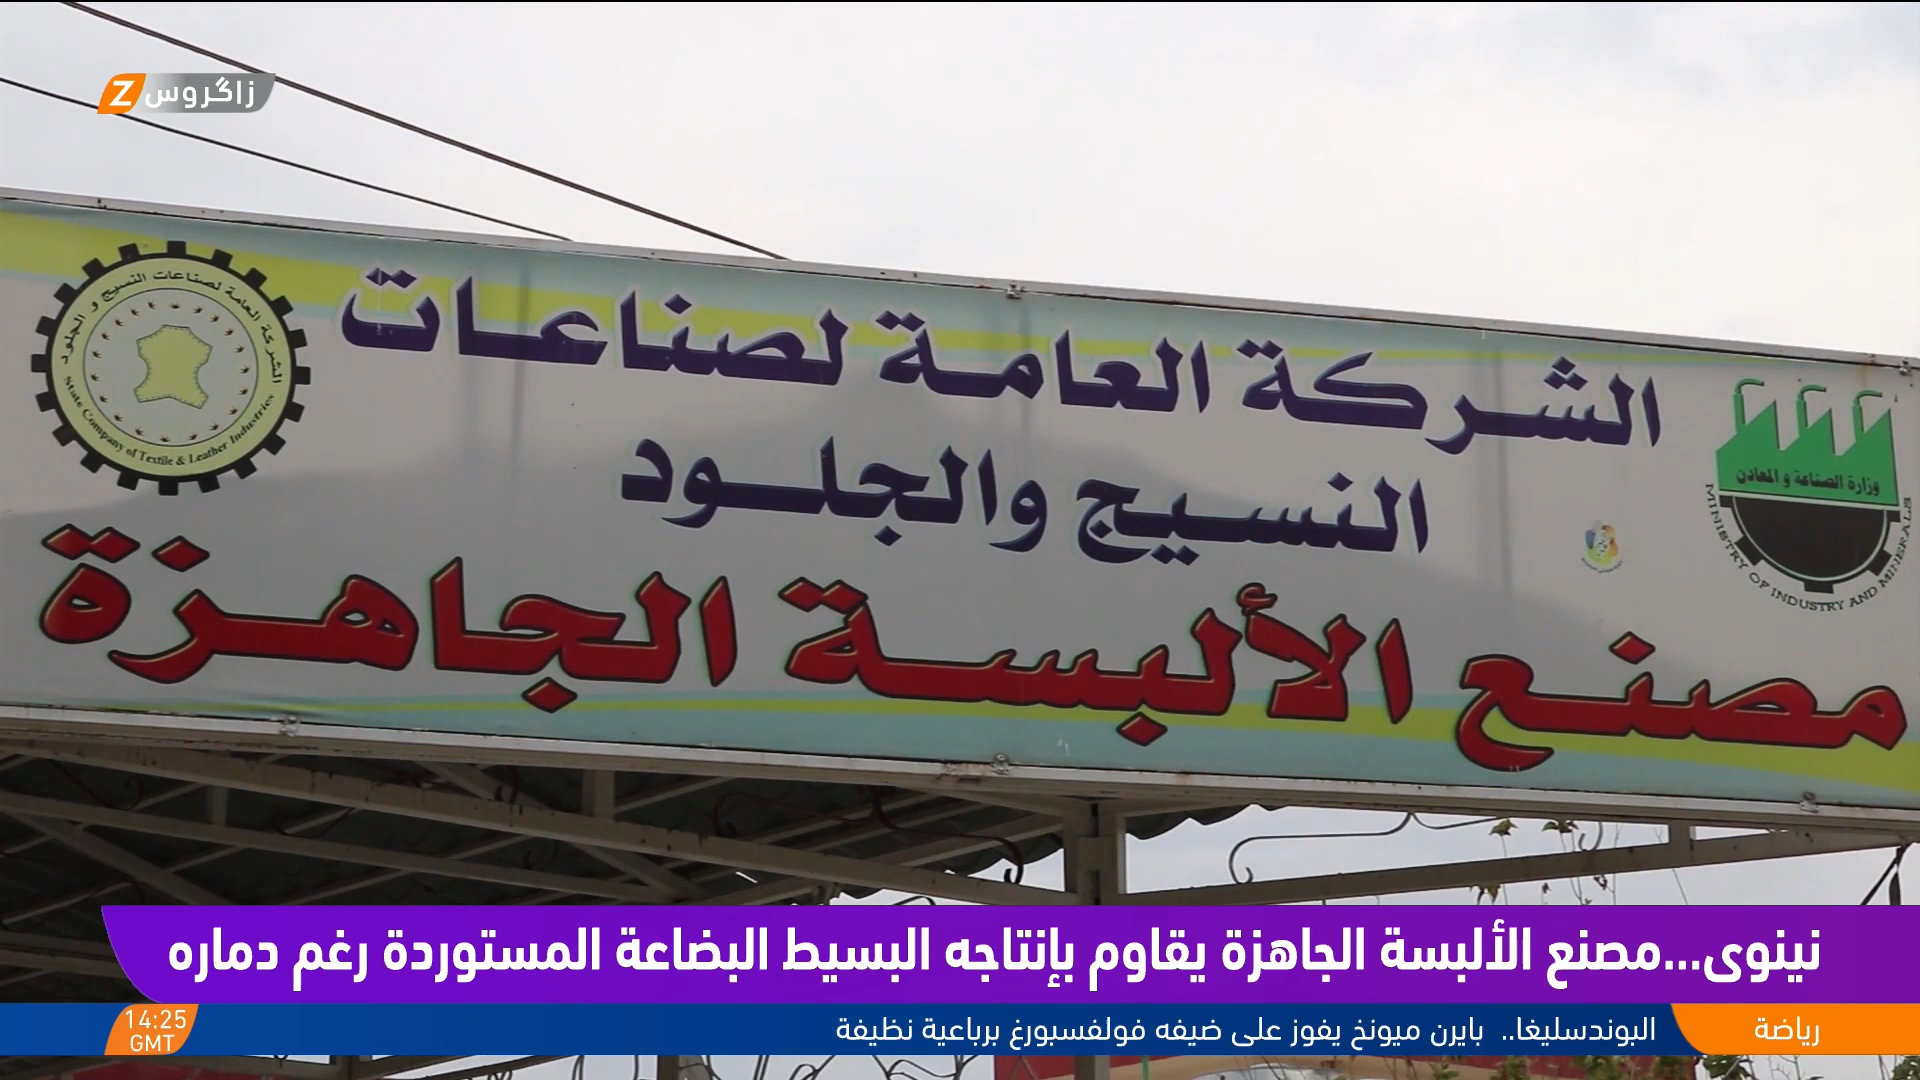 زاگروس Z
الشركة العامة لصناعات
النسيج والجلود
مصنع الألبسة الجاهزة
الشركة العامة لصناعات النسيج و الجلود
State Company of Textile & Leather Industries
وزارة الصناعة و المعادن
MINISTRY OF INDUSTRY AND MINERALS
نينوى...مصنع الألبسة الجاهزة يقاوم بإنتاجه البسيط البضاعة المستوردة رغم دماره
رياضة
البوندسليغا.. بايرن ميونخ يفوز على ضيفه فولفسبورغ برباعية نظيفة
14:25
GMT